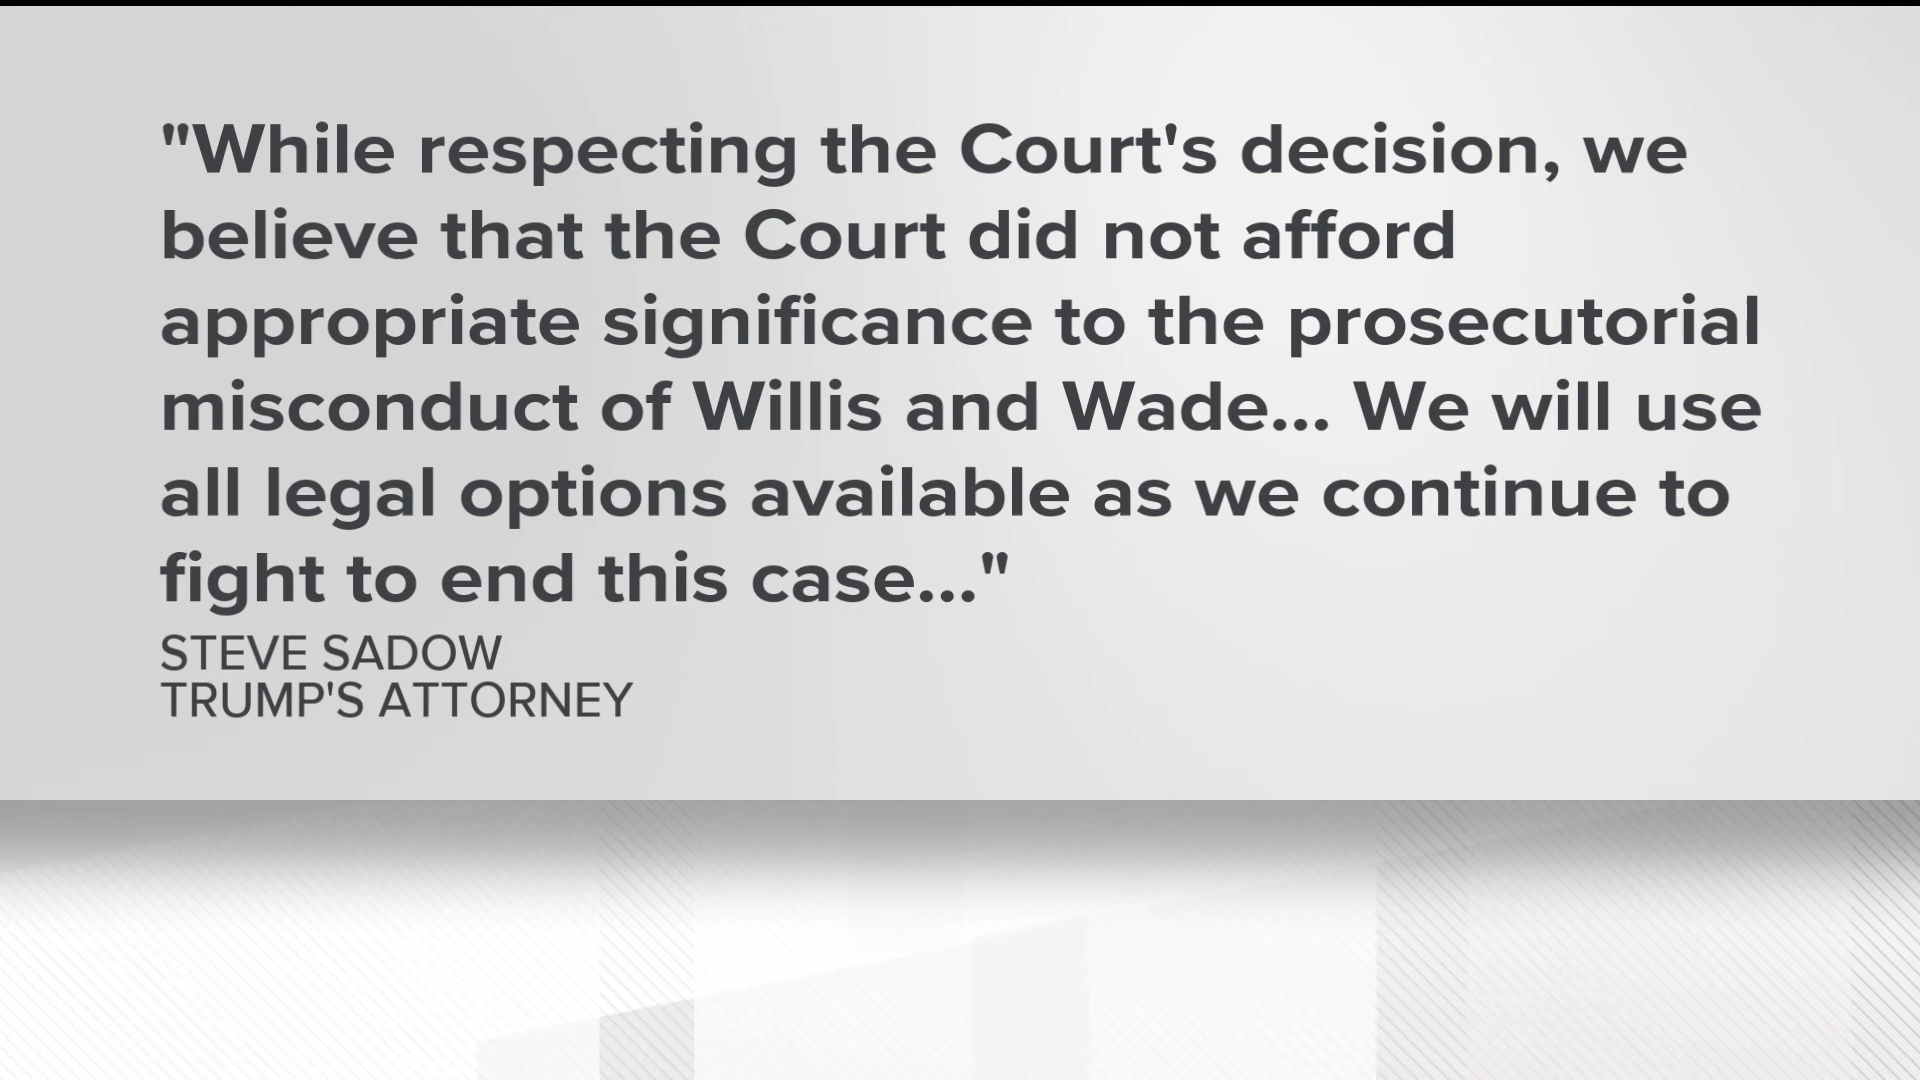 "While respecting the Court's decision, we
believe that the Court did not afford
appropriate significance to the prosecutorial
misconduct of Willis and Wade... We will use
all legal options available as we continue to
fight to end this case..."
STEVE SADOW
TRUMP'S ATTORNEY